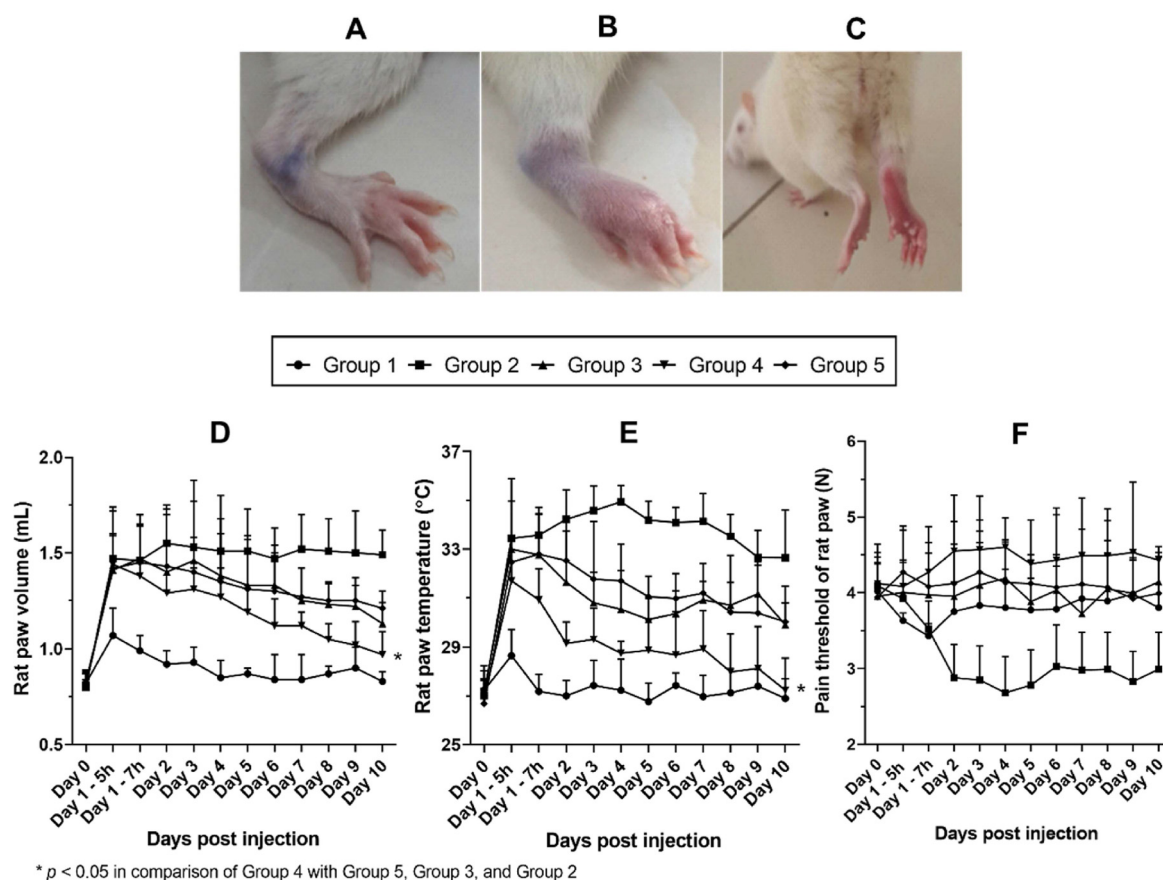 A B C
Group 1 Group 2 Group 3 Group 4 Group 5
D
Rat paw volume (mL)
2.0
1.5
1.0
0.5
*
Day 0 Day 1 - 5h Day 1 - 7h Day 2 Day 3 Day 4 Day 5 Day 6 Day 7 Day 8 Day 9 Day 10
Days post injection
E
Rat paw temperature (°C)
37
33
29
25
*
Day 0 Day 1 - 5h Day 1 - 7h Day 2 Day 3 Day 4 Day 5 Day 6 Day 7 Day 8 Day 9 Day 10
Days post injection
F
Pain threshold of rat paw (N)
6
5
4
3
2
Day 0 Day 1 - 5h Day 1 - 7h Day 2 Day 3 Day 4 Day 5 Day 6 Day 7 Day 8 Day 9 Day 10
Days post injection
* p < 0.05 in comparison of Group 4 with Group 5, Group 3, and Group 2